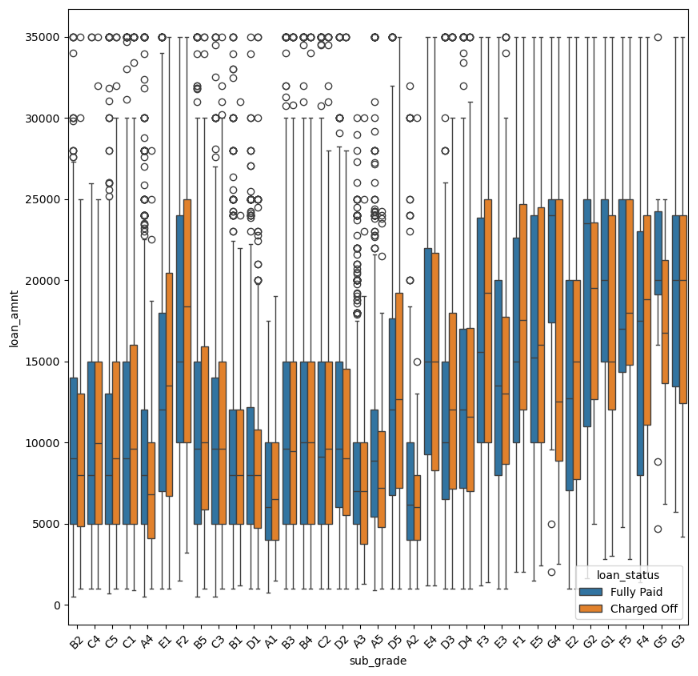 35000
30000
25000
20000
15000
10000
5000
0
loan_amnt
loan_status
Fully Paid
Charged Off
B2 C4 C5 C1 A4 E1 F2 B5 C3 B1 D1 A1 B3 B4 C2 D2 A3 A5 D5 A2 E4 D3 D4 F3 E3 F1 E5 G4 E2 G2 G1 F5 F4 G5 G3
sub_grade